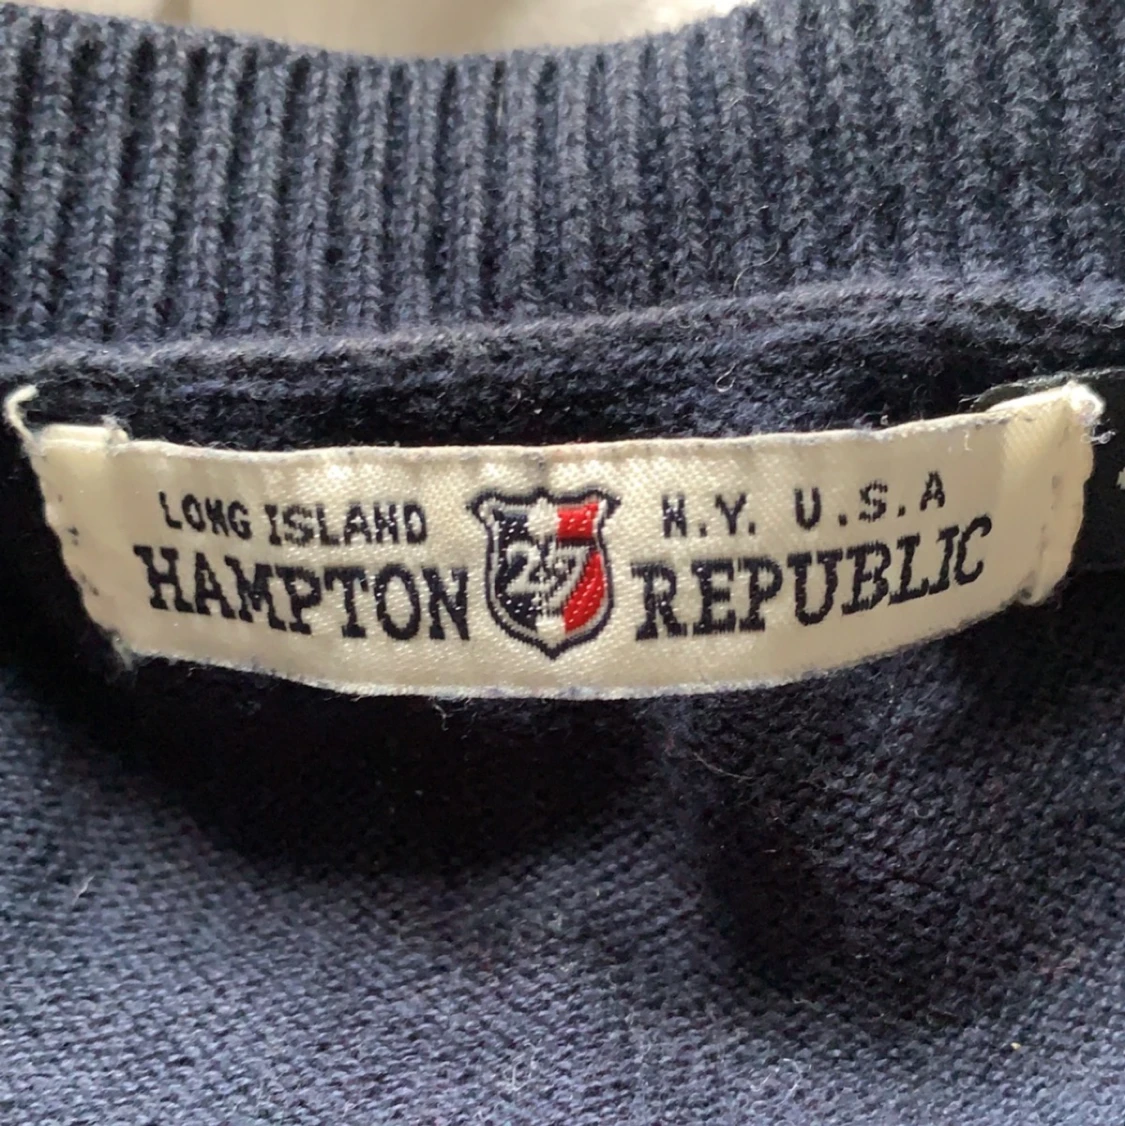 LONG ISLAND N.Y. U.S.A
HAMPTON 27 REPUBLIC